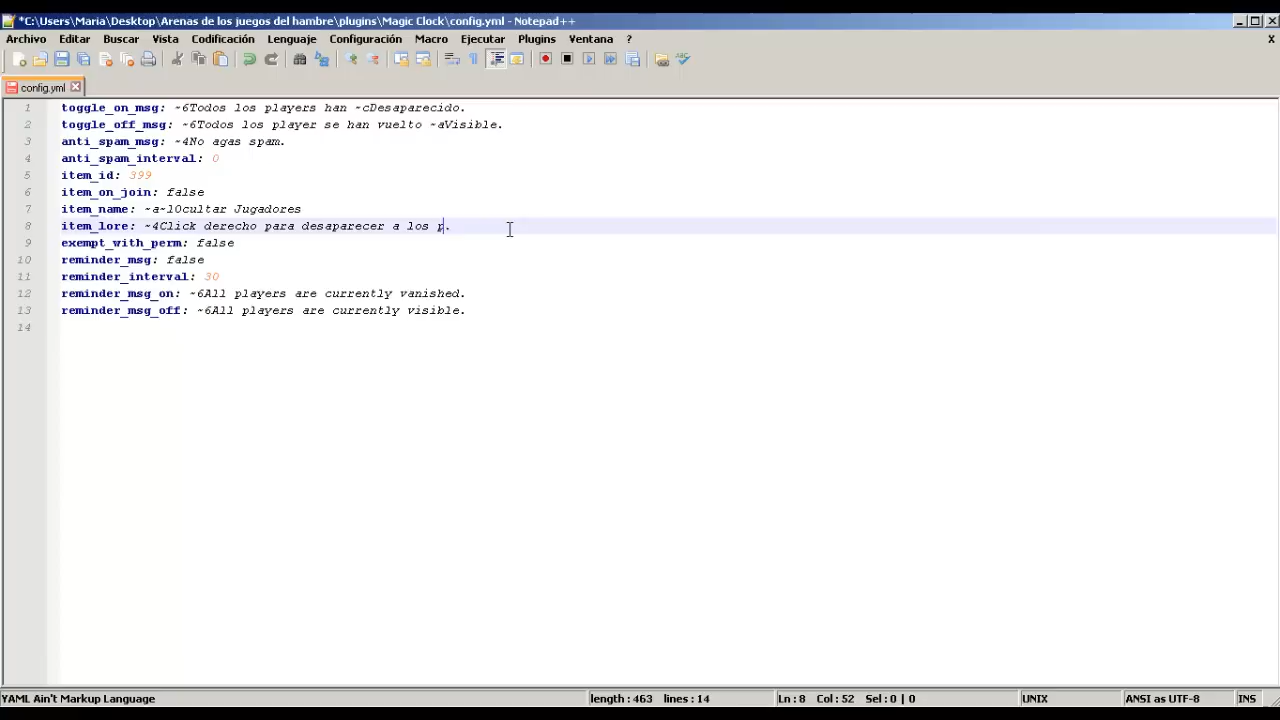 *C:\Users\Maria\Desktop\Arenas de los juegos del hambre\plugins\Magic Clock\config.yml - Notepad++
Archivo Editar Buscar Vista Codificación Lenguaje Configuración Macro Ejecutar Plugins Ventana ? X
config.yml
1 toggle_on_msg: ~6Todos los players han ~cDesaparecido.
2 toggle_off_msg: ~6Todos los player se han vuelto ~aVisible.
3 anti_spam_msg: ~4No agas spam.
4 anti_spam_interval: 0
5 item_id: 399
6 item_on_join: false
7 item_name: ~a~lOcultar Jugadores
8 item_lore: ~4Click derecho para desaparecer a los p.
9 exempt_with_perm: false
10 reminder_msg: false
11 reminder_interval: 30
12 reminder_msg_on: ~6All players are currently vanished.
13 reminder_msg_off: ~6All players are currently visible.
14
YAML Ain't Markup Language length : 463 lines : 14 Ln : 8 Col : 52 Sel : 0 | 0 UNIX ANSI as UTF-8 INS